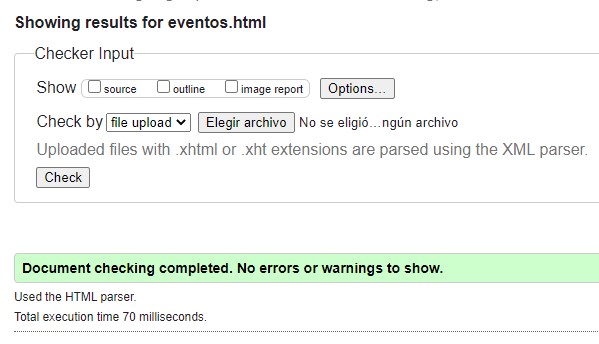 Showing results for eventos.html
Checker Input
Show source outline image report Options...
Check by file upload Elegir archivo No se eligió...ngún archivo
Uploaded files with .xhtml or .xht extensions are parsed using the XML parser.
Check
Document checking completed. No errors or warnings to show.
Used the HTML parser.
Total execution time 70 milliseconds.